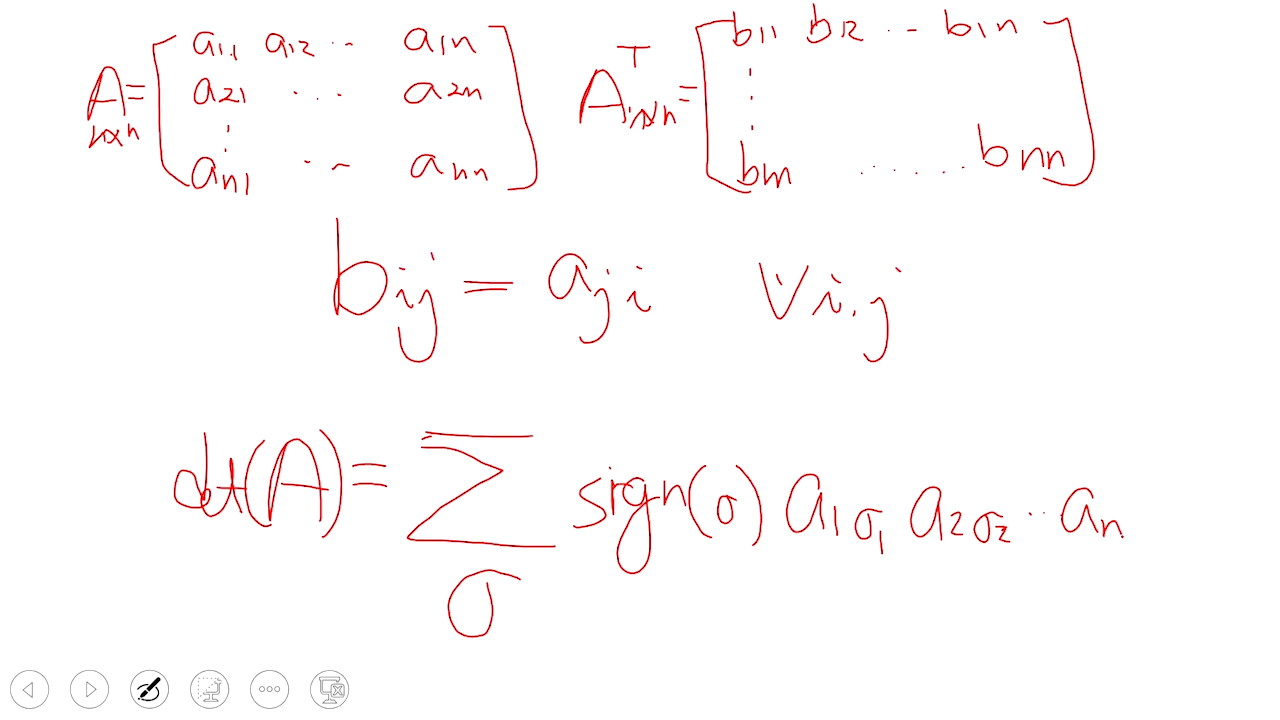 A n×n = [ a11 a12 ·· a1n
a21 ··· ··· a2n
⋮
an1 ·· ~ ann ]
A^T n×n = [ b11 b12 ·· b1n
⋮
⋮
bn1 ······ bnn ]
bij = aji ∀i,j
det(A) = ∑σ sign(σ) a1σ1 a2σ2 ·· an